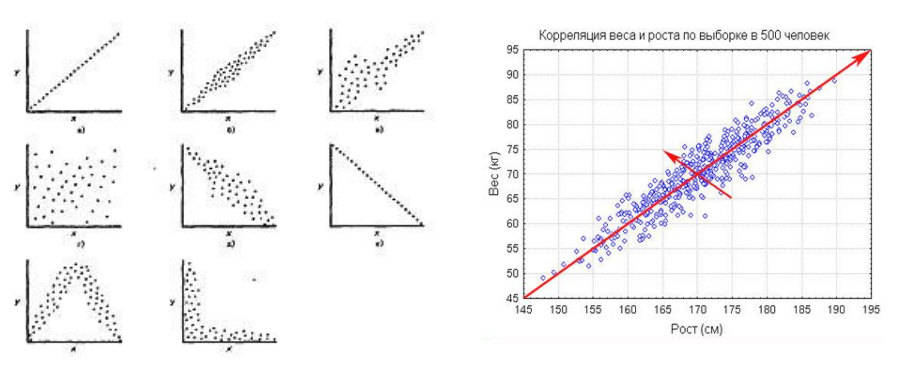 y y y
x x x
а) б) в)
y y y
x x x
г) д) е)
y y
x x
Корреляция веса и роста по выборке в 500 человек
95
90
85
80
75
70
65
60
55
50
45
Вес (кг)
145 150 155 160 165 170 175 180 185 190 195
Рост (см)